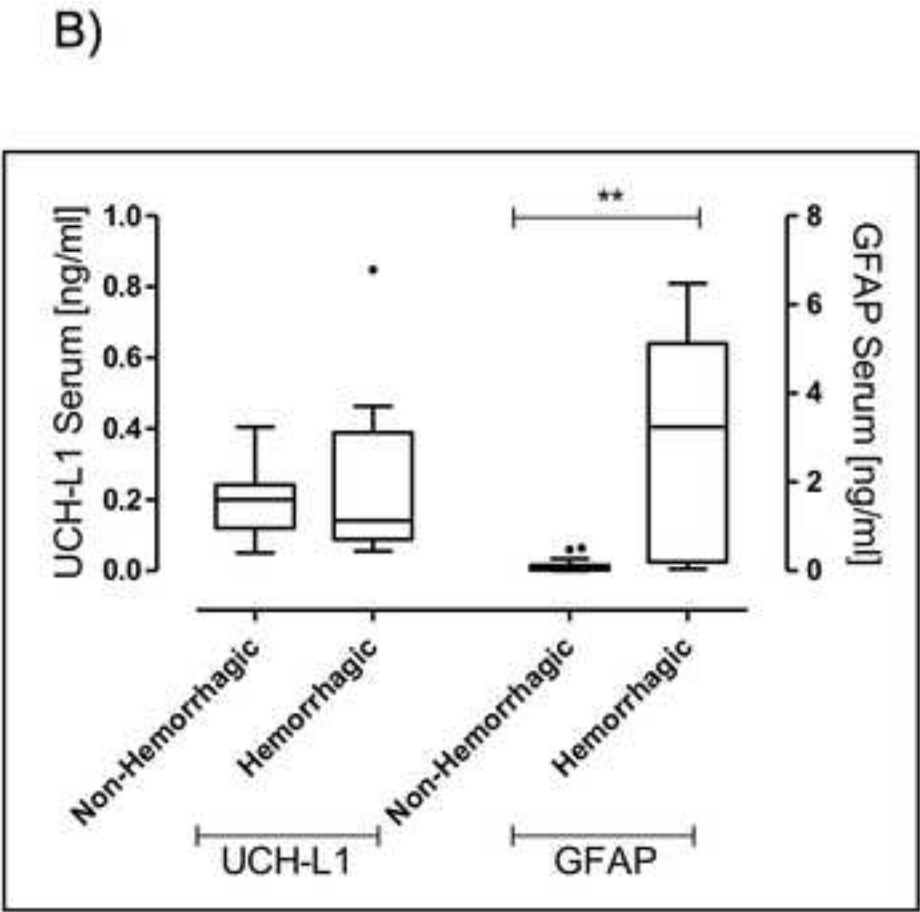 B)
**
UCH-L1 Serum [ng/ml]
1.0
0.8
0.6
0.4
0.2
0.0
8
6
4
2
0
GFAP Serum [ng/ml]
Non-Hemorrhagic
Hemorrhagic
Non-Hemorrhagic
Hemorrhagic
UCH-L1
GFAP